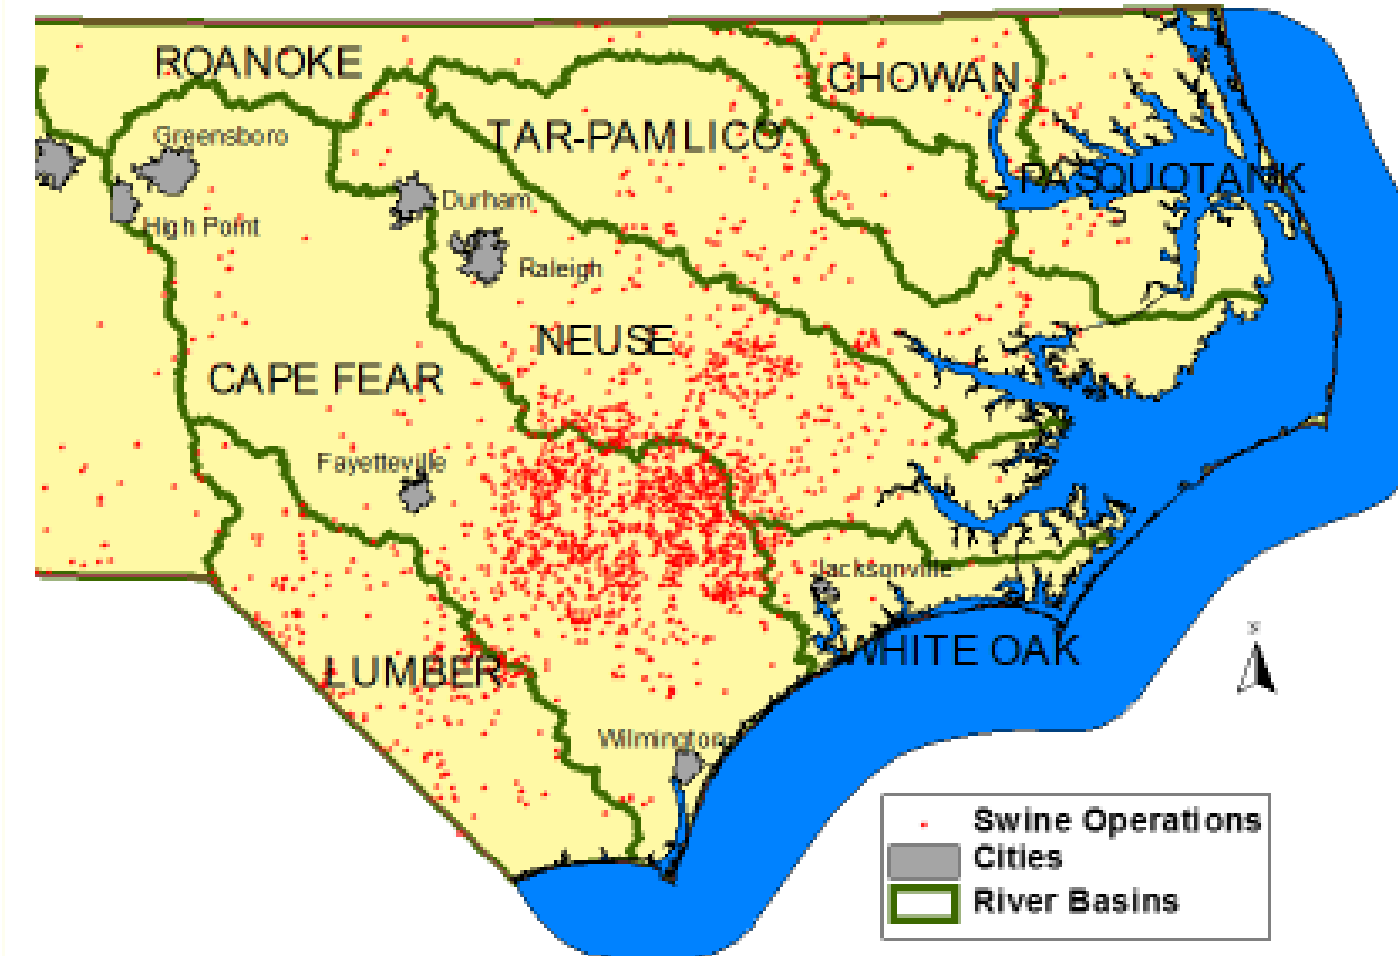 ROANOKE
CHOWAN
Greensboro
TAR-PAMLICO
PASQUOTANK
Durham
High Point
Raleigh
NEUSE
CAPE FEAR
Fayetteville
Jacksonville
WHITE OAK
LUMBER
Wilmington
Swine Operations
Cities
River Basins